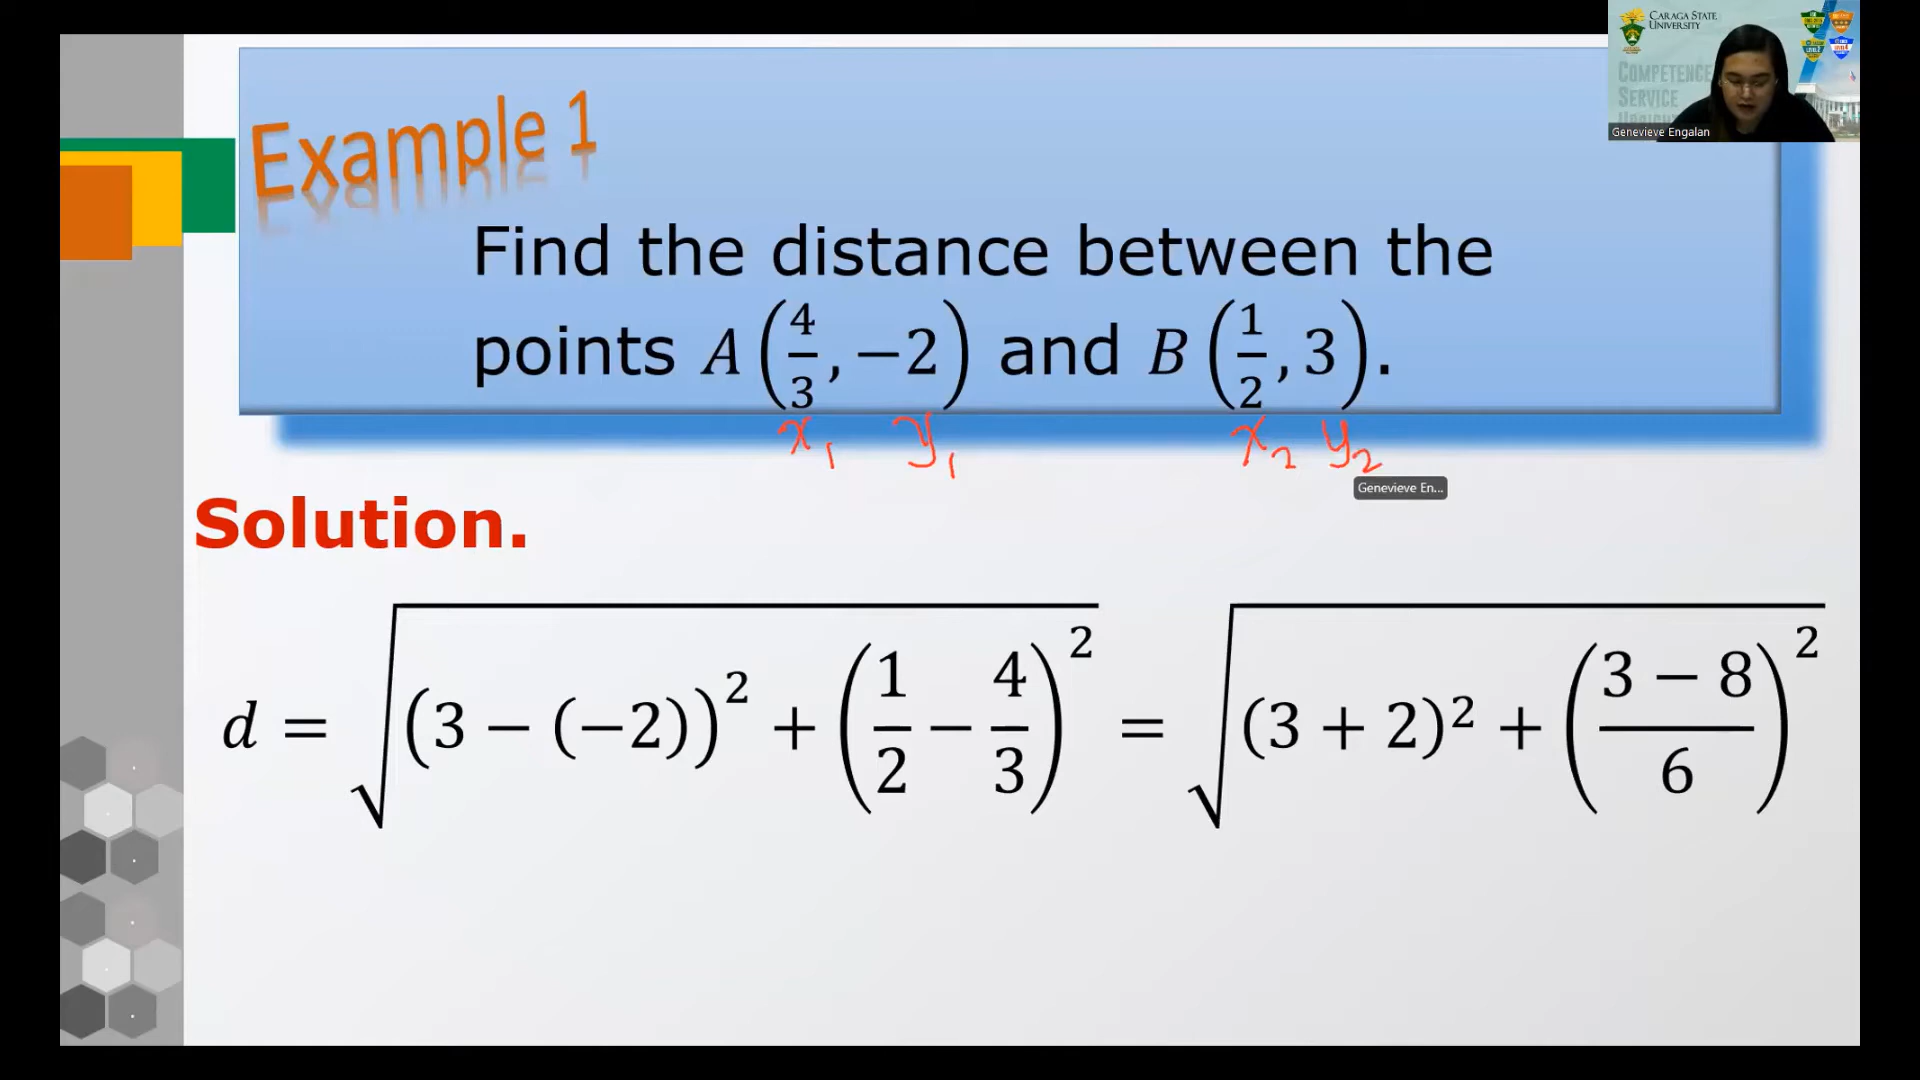 CARAGA STATE
UNIVERSITY
COMPETENCE
SERVICE
Genevieve Engalan
Example 1
Find the distance between the
points A(4/3, −2) and B(1/2, 3).
x₁ y₁ x₂ y₂
Genevieve En...
Solution.
d = √((3 − (−2))² + (1/2 − 4/3)²) = √((3 + 2)² + ((3 − 8)/6)²)